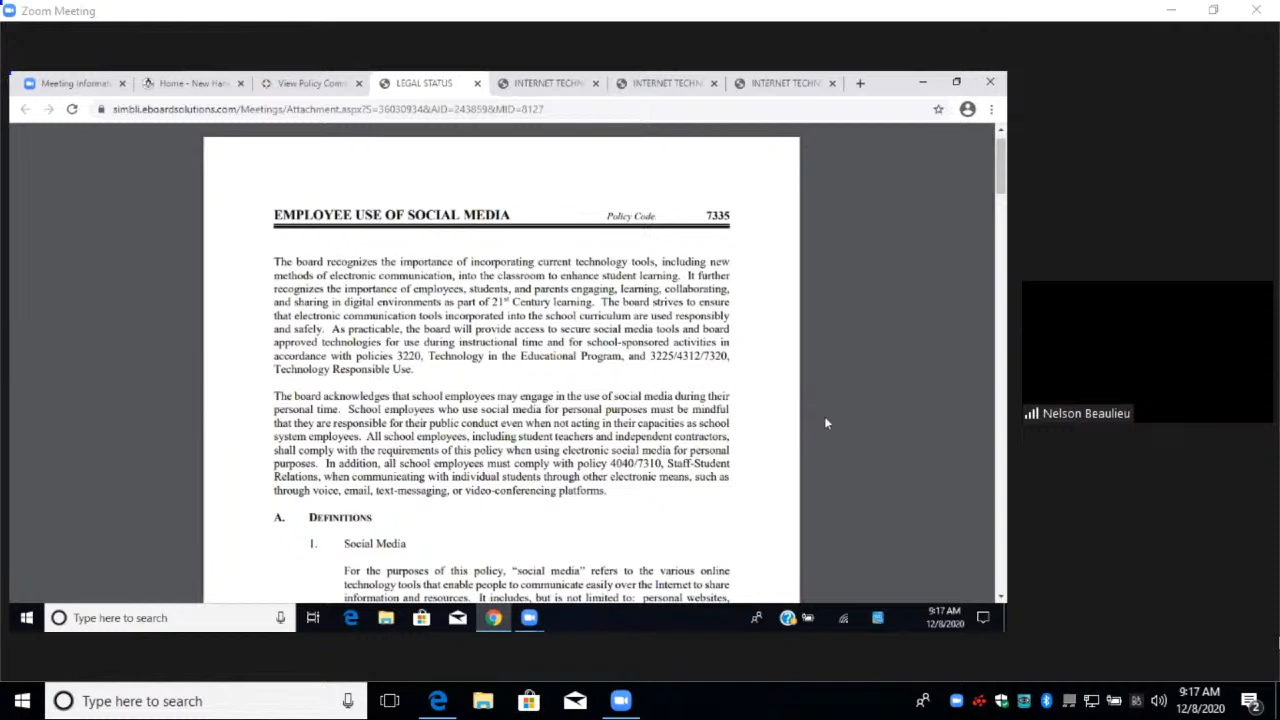 Zoom Meeting
Meeting informat
Home - New Han
View Policy Comm
LEGAL STATUS
INTERNET TECHN
INTERNET TECHN
INTERNET TECHN
simbli.eboardsolutions.com/Meetings/Attachment.aspx?S=36030934&AID=243859&MID=8127
EMPLOYEE USE OF SOCIAL MEDIA Policy Code: 7335
The board recognizes the importance of incorporating current technology tools, including new
methods of electronic communication, into the classroom to enhance student learning. It further
recognizes the importance of employees, students, and parents engaging, learning, collaborating,
and sharing in digital environments as part of 21st Century learning. The board strives to ensure
that electronic communication tools incorporated into the school curriculum are used responsibly
and safely. As practicable, the board will provide access to secure social media tools and board
approved technologies for use during instructional time and for school-sponsored activities in
accordance with policies 3220, Technology in the Educational Program, and 3225/4312/7320,
Technology Responsible Use.
The board acknowledges that school employees may engage in the use of social media during their
personal time. School employees who use social media for personal purposes must be mindful
that they are responsible for their public conduct even when not acting in their capacities as school
system employees. All school employees, including student teachers and independent contractors,
shall comply with the requirements of this policy when using electronic social media for personal
purposes. In addition, all school employees must comply with policy 4040/7310, Staff-Student
Relations, when communicating with individual students through other electronic means, such as
through voice, email, text-messaging, or video-conferencing platforms.
A. DEFINITIONS
1. Social Media
For the purposes of this policy, “social media” refers to the various online
technology tools that enable people to communicate easily over the Internet to share
information and resources. It includes, but is not limited to: personal websites,
Nelson Beaulieu
Type here to search
9:17 AM
12/8/2020
Type here to search
9:17 AM
12/8/2020
2